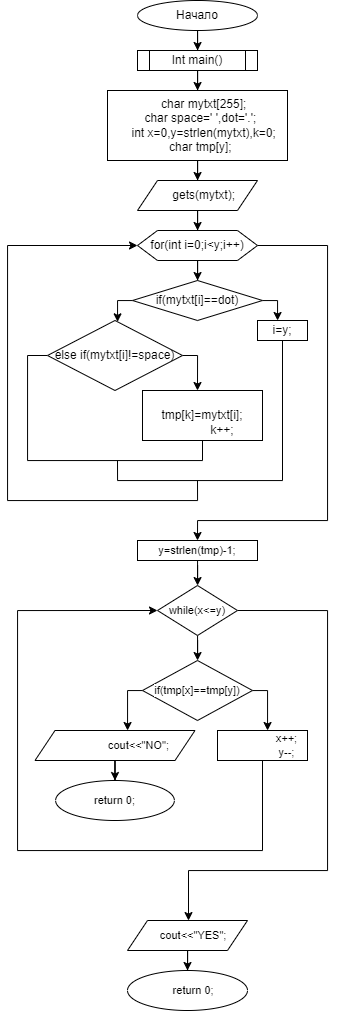 Начало
Int main()
char mytxt[255];
char space=' ',dot='.';
int x=0,y=strlen(mytxt),k=0;
char tmp[y];
gets(mytxt);
for(int i=0;i<y;i++)
if(mytxt[i]==dot)
i=y;
else if(mytxt[i]!=space)
tmp[k]=mytxt[i];
k++;
y=strlen(tmp)-1;
while(x<=y)
if(tmp[x]==tmp[y])
cout<<"NO";
x++;
y--;
return 0;
cout<<"YES";
return 0;